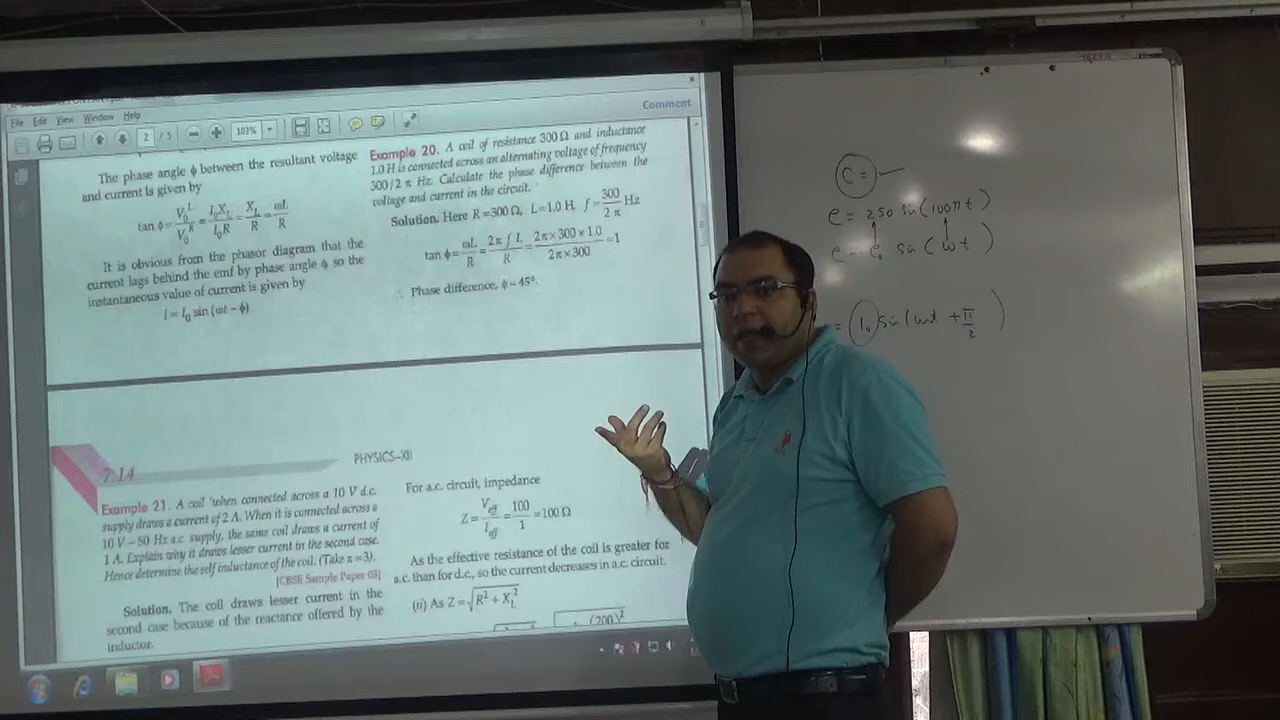 Comment
File Edit View Window Help
2 / 5
103%
The phase angle ϕ between the resultant voltage
and current is given by
tan ϕ = V₀ᴸ/V₀ᴿ = I₀X_L/I₀R = X_L/R = ωL/R
It is obvious from the phasor diagram that the
current lags behind the emf by phase angle ϕ so the
instantaneous value of current is given by
I = I₀ sin (ωt − ϕ)
Example 20. A coil of resistance 300 Ω and inductance
1.0 H is connected across an alternating voltage of frequency
300/2 π Hz. Calculate the phase difference between the
voltage and current in the circuit.
Solution. Here R = 300 Ω, L = 1.0 H, f = 300/2 π Hz
tan ϕ = ωL/R = 2π f L/R = 2π × 300 × 1.0/2π × 300 = 1
∴ Phase difference, ϕ − 45°.
7.14
PHYSICS–XII
Example 21. A coil when connected across a 10 V d.c.
supply draws a current of 2 A. When it is connected across a
10 V – 50 Hz a.c. supply, the same coil draws a current of
1 A. Explain why it draws lesser current in the second case.
Hence determine the self inductance of the coil. (Take π = 3).
[CBSE Sample Paper 03]
Solution. The coil draws lesser current in the
second case because of the reactance offered by the
inductor.
For a.c. circuit, impedance
Z = V_eff/I_eff = 100/1 = 100 Ω
As the effective resistance of the coil is greater for
a.c. than for d.c., so the current decreases in a.c. circuit.
(ii) As Z = √R² + X_L²
(200)²
C =
e = 250 sin(100πt)
e = e₀ sin(ωt)
= I₀ sin(ωt + π/2)